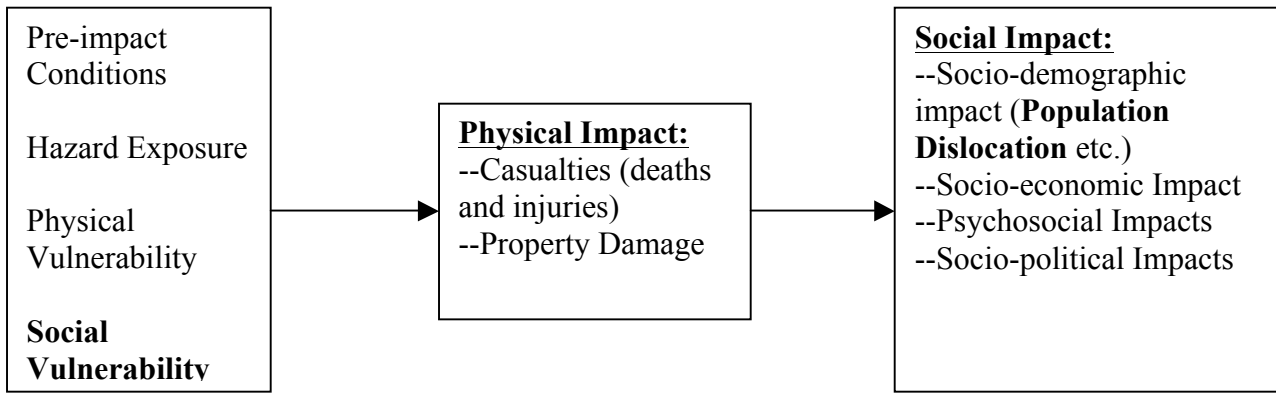 Pre-impact
Conditions
Hazard Exposure
Physical
Vulnerability
Social
Vulnerability
Physical Impact:
--Casualties (deaths
and injuries)
--Property Damage
Social Impact:
--Socio-demographic
impact (Population
Dislocation etc.)
--Socio-economic Impact
--Psychosocial Impacts
--Socio-political Impacts